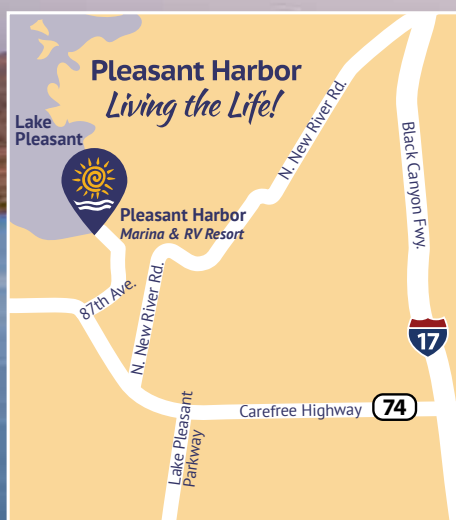 Pleasant Harbor
Living the Life!
Lake
Pleasant
N. New River Rd.
Black Canyon Fwy.
Pleasant Harbor
Marina & RV Resort
87th Ave.
N. New River Rd.
17
Carefree Highway 74
Lake Pleasant
Parkway